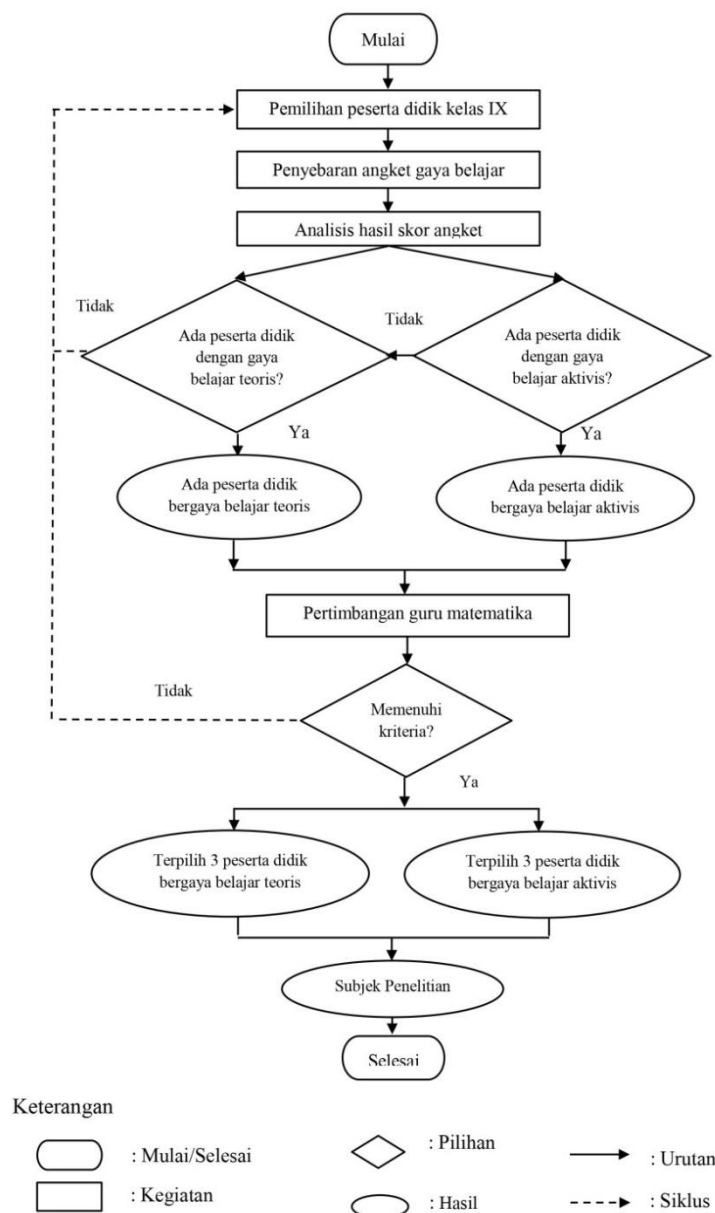 Mulai
Pemilihan peserta didik kelas IX
Penyebaran angket gaya belajar
Analisis hasil skor angket
Tidak
Ada peserta didik
dengan gaya
belajar teoris?
Tidak
Ada peserta didik
dengan gaya
belajar aktivis?
Ya
Ya
Ada peserta didik
bergaya belajar teoris
Ada peserta didik
bergaya belajar aktivis
Pertimbangan guru matematika
Tidak
Memenuhi
kriteria?
Ya
Terpilih 3 peserta didik
bergaya belajar teoris
Terpilih 3 peserta didik
bergaya belajar aktivis
Subjek Penelitian
Selesai
Keterangan
: Mulai/Selesai
: Pilihan
: Urutan
: Kegiatan
: Hasil
: Siklus